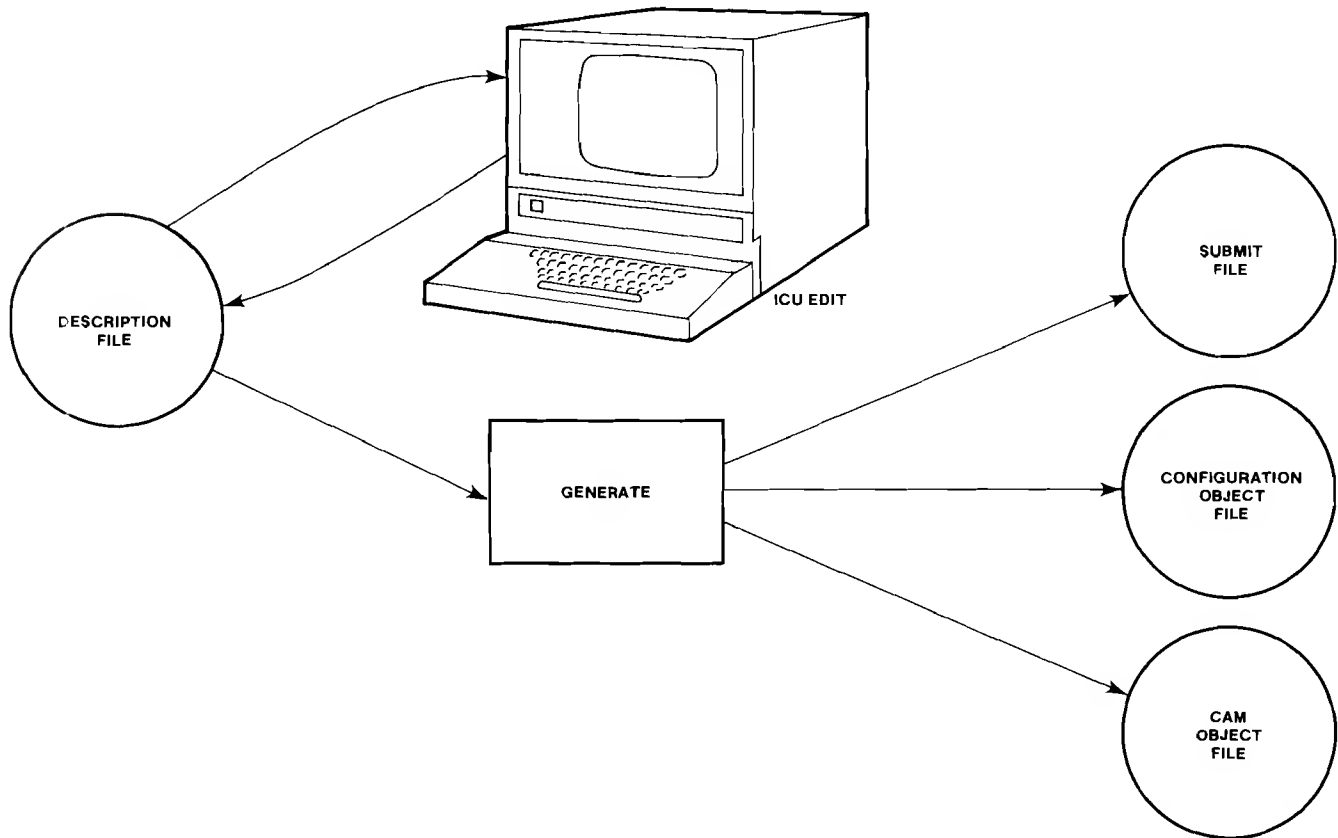 ICU EDIT
DESCRIPTION
FILE
GENERATE
SUBMIT
FILE
CONFIGURATION
OBJECT
FILE
CAM
OBJECT
FILE